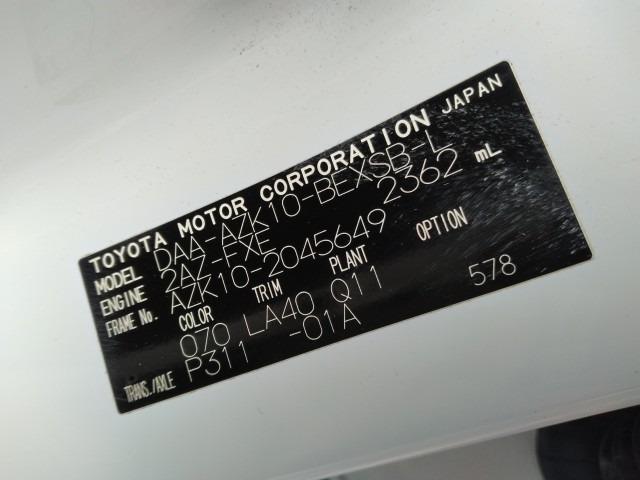 TOYOTA MOTOR CORPORATION JAPAN
MODEL DAA-AZK10-BEXSB-L
ENGINE 2AZ-FXE 2362 mL
FRAME No. AZK10-2045649
COLOR TRIM PLANT OPTION
070 LA40 Q11 578
TRANS./AXLE P311 -01A